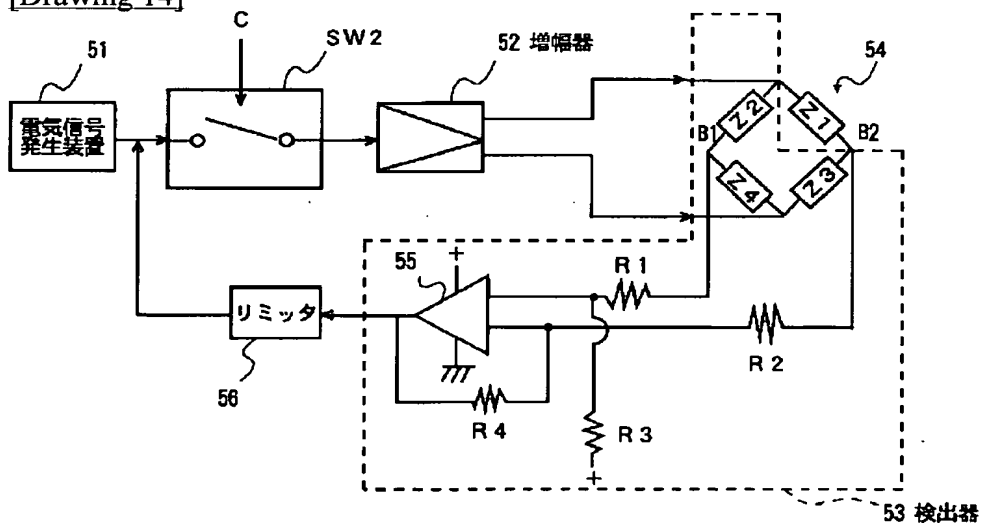 [Drawing 14]
51
電気信号
発生装置
C
SW2
52 増幅器
54
Z2
Z1
B1
B2
Z4
Z3
+
55
R1
リミッタ
56
R2
R4
R3
+
53 検出器